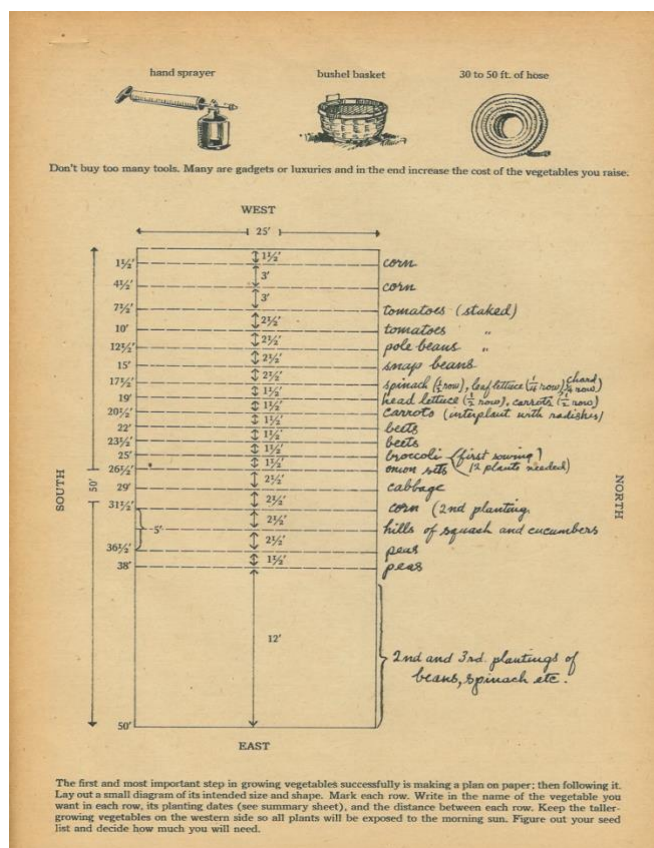 hand sprayer
bushel basket
30 to 50 ft. of hose
Don't buy too many tools. Many are gadgets or luxuries and in the end increase the cost of the vegetables you raise.
WEST
25'
1½'
1½' corn
3'
4½' corn
3'
7½' tomatoes (staked)
2½'
10' tomatoes "
2½'
12½' pole beans "
2½'
15' snap beans
2½'
17½' spinach (½ row), leaf lettuce (¼ row) chard ¼ row)
1½'
19' head lettuce (½ row), carrots (½ row)
1½'
20½' carrots (interplant with radishes)
1½'
22' beets
1½'
23½' beets
1½'
25' broccoli (first sowing)
1½'
26½' onion sets (12 plants needed)
2½'
SOUTH
50'
NORTH
29' cabbage
2½'
31½' corn (2nd planting
2½'
5' hills of squash and cucumbers
2½'
36½' peas
1½'
38' peas
12'
2nd and 3rd. plantings of
beans, spinach etc.
50'
EAST
The first and most important step in growing vegetables successfully is making a plan on paper; then following it.
Lay out a small diagram of its intended size and shape. Mark each row. Write in the name of the vegetable you
want in each row, its planting dates (see summary sheet), and the distance between each row. Keep the taller-
growing vegetables on the western side so all plants will be exposed to the morning sun. Figure out your seed
list and decide how much you will need.